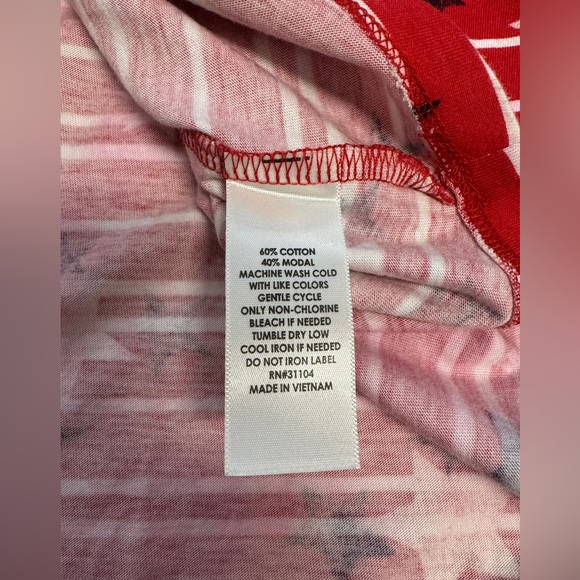 60% COTTON
40% MODAL
MACHINE WASH COLD
WITH LIKE COLORS
GENTLE CYCLE
ONLY NON-CHLORINE
BLEACH IF NEEDED
TUMBLE DRY LOW
COOL IRON IF NEEDED
DO NOT IRON LABEL
RN#31104
MADE IN VIETNAM